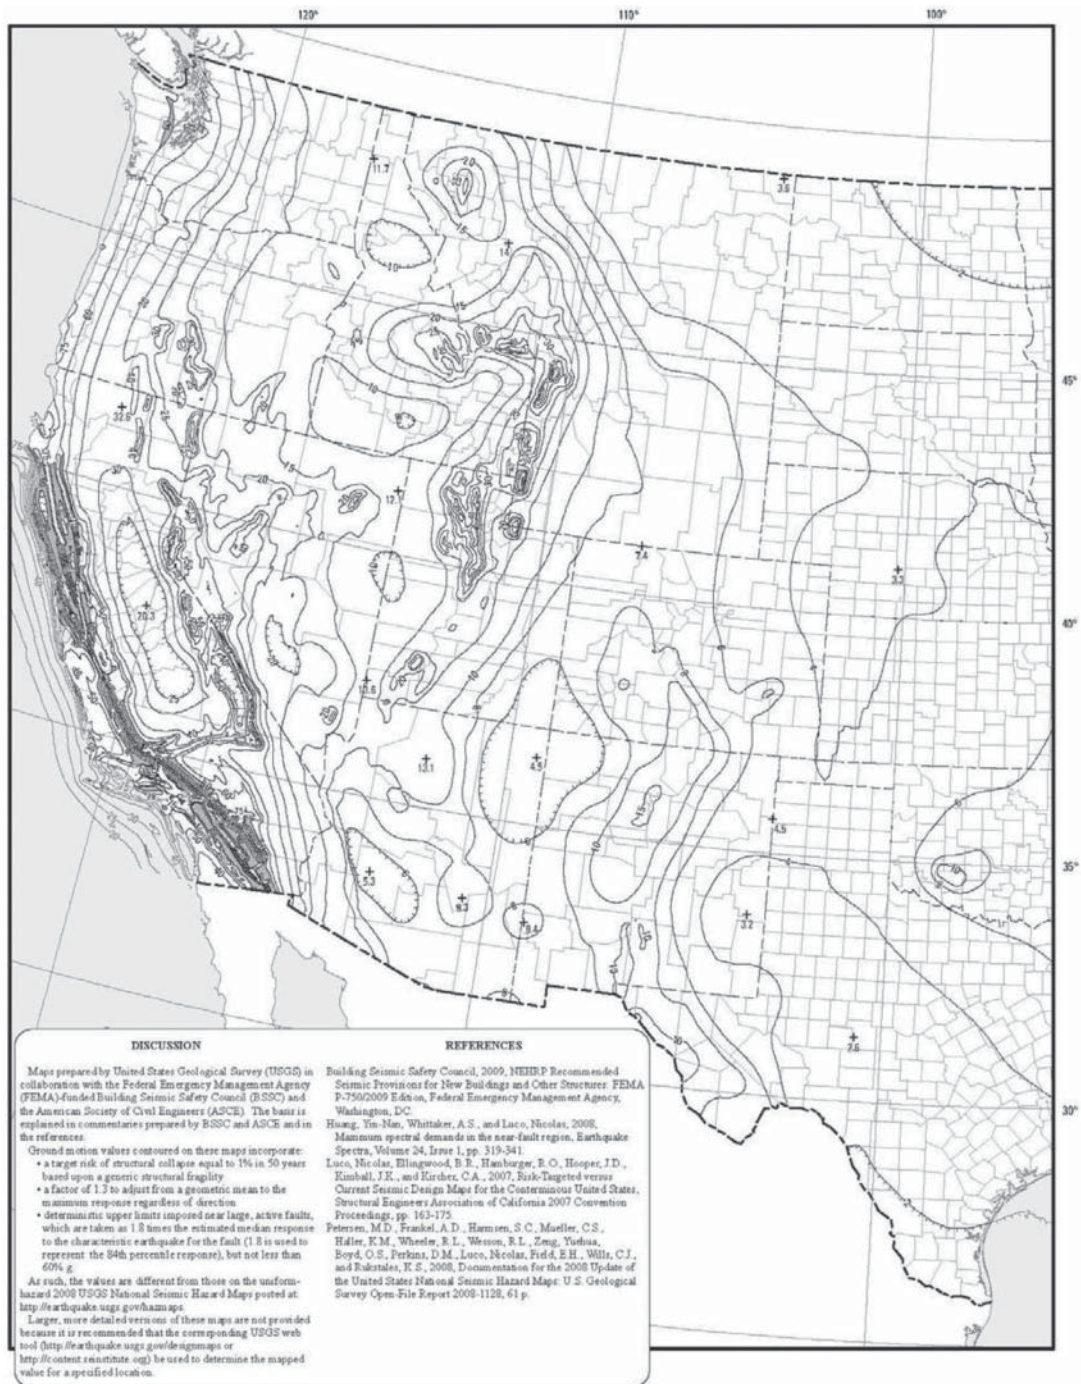 120°
110°
100°
11.7
3.6
14
45°
32.6
12.1
7.4
3.3
40°
20.3
13.6
13.1
4.5
4.5
35°
5.3
8.3
8.4
3.2
7.6
30°
DISCUSSION
Maps prepared by United States Geological Survey (USGS) in
collaboration with the Federal Emergency Management Agency
(FEMA)-funded Building Seismic Safety Council (BSSC) and
the American Society of Civil Engineers (ASCE). The basis is
explained in commentaries prepared by BSSC and ASCE and in
the references.
Ground motion values contoured on these maps incorporate:
• a target risk of structural collapse equal to 1% in 50 years
based upon a generic structural fragility
• a factor of 1.3 to adjust from a geometric mean to the
maximum response regardless of direction
• deterministic upper limits imposed near large, active faults,
which are taken as 1.8 times the estimated median response
to the characteristic earthquake for the fault (1.8 is used to
represent the 84th percentile response), but not less than
60% g.
As such, the values are different from those on the uniform-
hazard 2008 USGS National Seismic Hazard Maps posted at:
http://earthquake.usgs.gov/hazmaps.
Larger, more detailed versions of these maps are not provided
because it is recommended that the corresponding USGS web
tool (http://earthquake.usgs.gov/designmaps or
http://content.seinstitute.org) be used to determine the mapped
value for a specified location.
REFERENCES
Building Seismic Safety Council, 2009, NEHRP Recommended
Seismic Provisions for New Buildings and Other Structures: FEMA
P-750/2009 Edition, Federal Emergency Management Agency,
Washington, DC.
Huang, Yin-Nan, Whittaker, A.S., and Luco, Nicolas, 2008,
Maximum spectral demands in the near-fault region, Earthquake
Spectra, Volume 24, Issue 1, pp. 319-341.
Luco, Nicolas, Ellingwood, B.R., Hamburger, R.O., Hooper, J.D.,
Kimball, J.K., and Kircher, C.A., 2007, Risk-Targeted versus
Current Seismic Design Maps for the Conterminous United States,
Structural Engineers Association of California 2007 Convention
Proceedings, pp. 163-175.
Petersen, M.D., Frankel, A.D., Harmsen, S.C., Mueller, C.S.,
Haller, K.M., Wheeler, R.L., Wesson, R.L., Zeng, Yuehua,
Boyd, O.S., Perkins, D.M., Luco, Nicolas, Field, E.H., Wills, C.J.,
and Rukstales, K.S., 2008, Documentation for the 2008 Update of
the United States National Seismic Hazard Maps: U.S. Geological
Survey Open-File Report 2008-1128, 61 p.